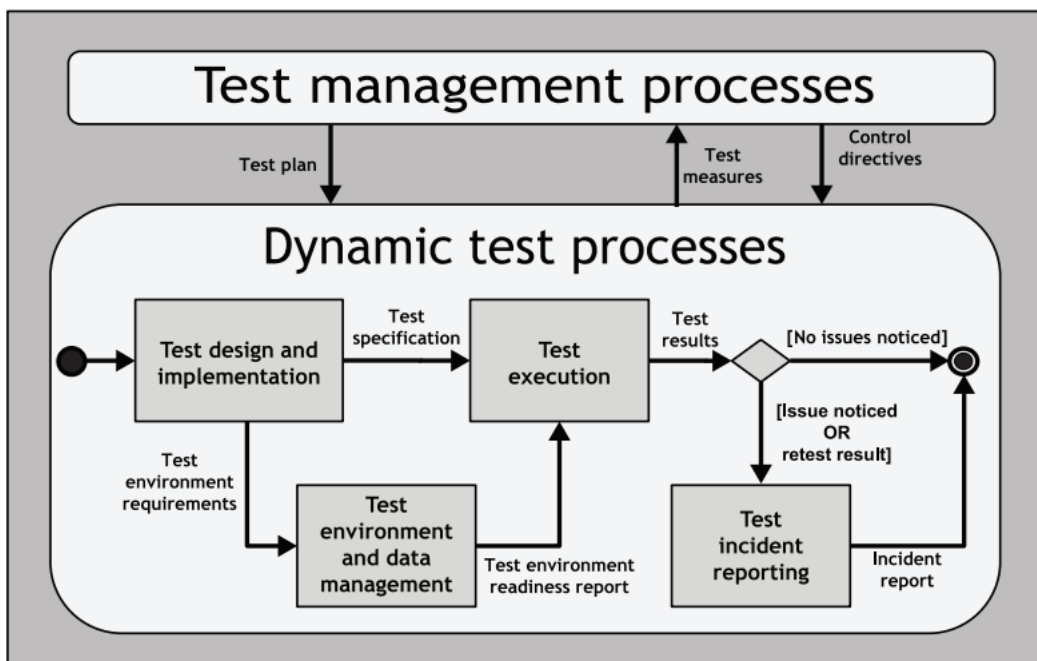 Test management processes
Test plan
Test
measures
Control
directives
Dynamic test processes
Test design and
implementation
Test
specification
Test
execution
Test
results
[No issues noticed]
[Issue noticed
OR
retest result]
Test
environment
requirements
Test
environment
and data
management
Test environment
readiness report
Test
incident
reporting
Incident
report